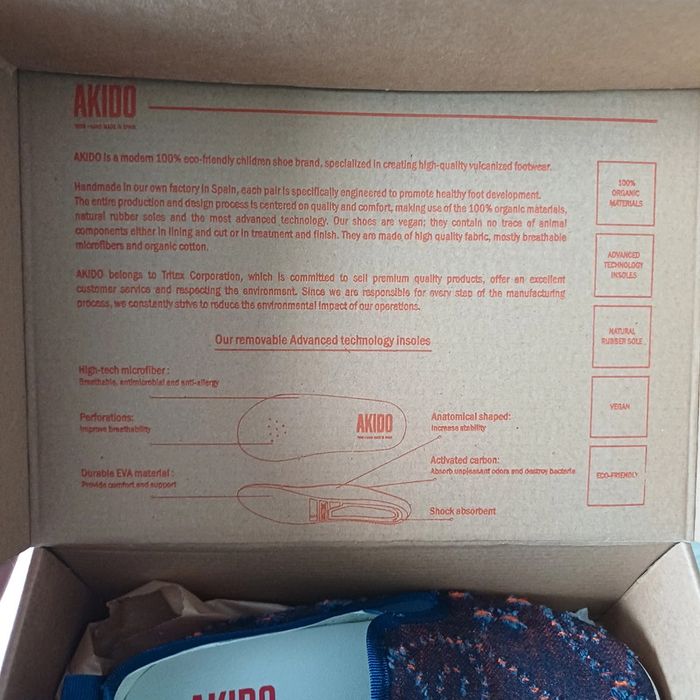 AKIDO
100% HAND MADE IN SPAIN
AKIDO is a modern 100% eco-friendly children shoe brand, specialized in creating high-quality vulcanized footwear.
Handmade in our own factory in Spain, each pair is specifically engineered to promote healthy foot development.
The entire production and design process is centered on quality and comfort, making use of the 100% organic materials,
natural rubber soles and the most advanced technology. Our shoes are vegan; they contain no trace of animal
components either in lining and cut or in treatment and finish. They are made of high quality fabric, mostly breathable
microfibers and organic cotton.
AKIDO belongs to Tritex Corporation, which is committed to sell premium quality products, offer an excellent
customer service and respecting the environment. Since we are responsible for every step of the manufacturing
process, we constantly strive to reduce the environmental impact of our operations.
100%
ORGANIC
MATERIALS
ADVANCED
TECHNOLOGY
INSOLES
NATURAL
RUBBER SOLE
VEGAN
ECO-FRIENDLY
Our removable Advanced technology insoles
High-tech microfiber:
Breathable, antimicrobial and anti-allergy
Perforations:
Improve breathability
AKIDO
Anatomical shaped:
Increase stability
Durable EVA material:
Provide comfort and support
Activated carbon:
Absorb unpleasant odors and destroy bacteria
Shock absorbent
AKIDO